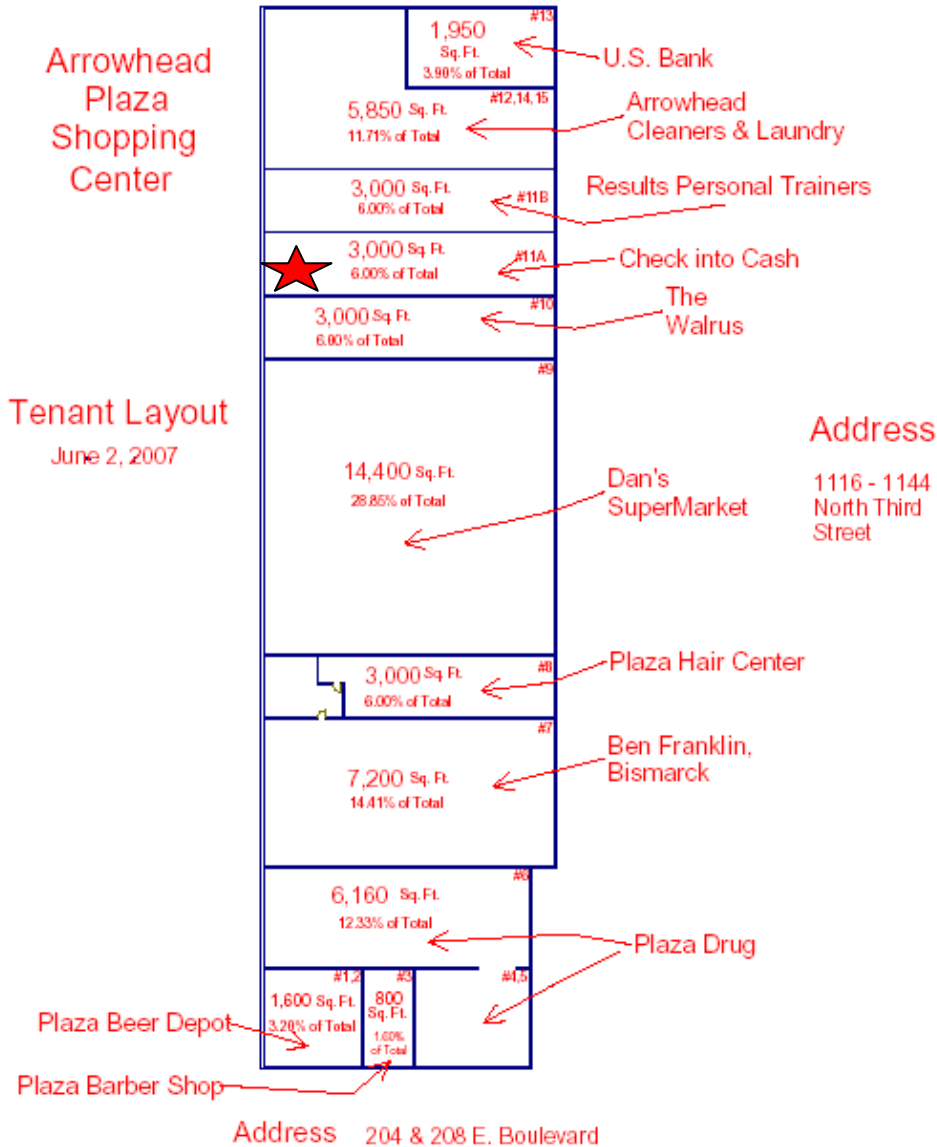 Arrowhead
Plaza
Shopping
Center
#13
1,950
Sq. Ft.
3.90% of Total
U.S. Bank
#12,14,15
5,850 Sq. Ft.
11.71% of Total
Arrowhead
Cleaners & Laundry
3,000 Sq. Ft.
6.00% of Total
#11B
Results Personal Trainers
3,000 Sq. Ft.
6.00% of Total
#11A
Check into Cash
#10
3,000 Sq. Ft.
6.00% of Total
The
Walrus
#9
Tenant Layout
June 2, 2007
14,400 Sq. Ft.
28.85% of Total
Dan's
SuperMarket
Address
1116 - 1144
North Third
Street
#8
3,000 Sq. Ft.
6.00% of Total
Plaza Hair Center
#7
7,200 Sq. Ft.
14.41% of Total
Ben Franklin,
Bismarck
#6
6,160 Sq. Ft.
12.33% of Total
Plaza Drug
#1,2
1,600 Sq. Ft.
3.20% of Total
#3
800
Sq. Ft.
1.60%
of Total
#4,5
Plaza Beer Depot
Plaza Barber Shop
Address 204 & 208 E. Boulevard